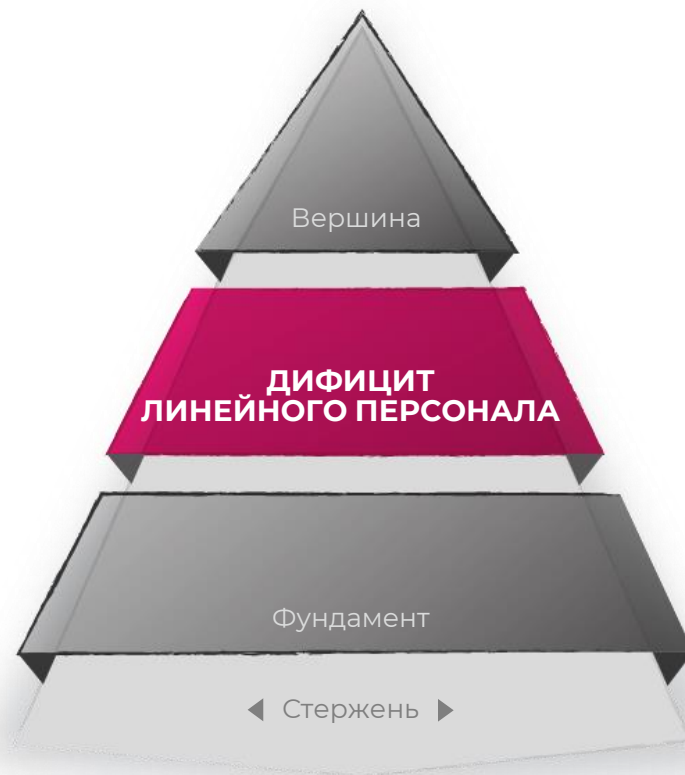 Вершина
ДИФИЦИТ
ЛИНЕЙНОГО ПЕРСОНАЛА
Фундамент
Стержень